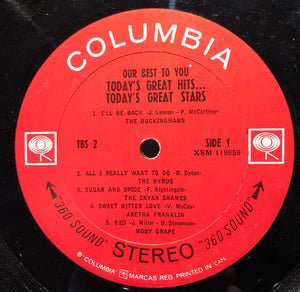 COLUMBIA
OUR BEST TO YOU
TODAY'S GREAT HITS...
TODAY'S GREAT STARS
1. I'LL BE BACK -J. Lennon - P. McCartney-
THE BUCKINGHAMS
TBS 2
SIDE 1
XSM 119659
2. ALL I REALLY WANT TO DO -B. Dylan-
THE BYRDS
3. SUGAR AND SPICE -F. Nightingale-
THE CRYAN SHAMES
4. SWEET BITTER LOVE -V. McCoy-
ARETHA FRANKLIN
5. 8:05 -J. Miller - D. Stevenson-
MOBY GRAPE
"360 SOUND" STEREO "360 SOUND"
® "COLUMBIA" MARCAS REG. PRINTED IN CAN.